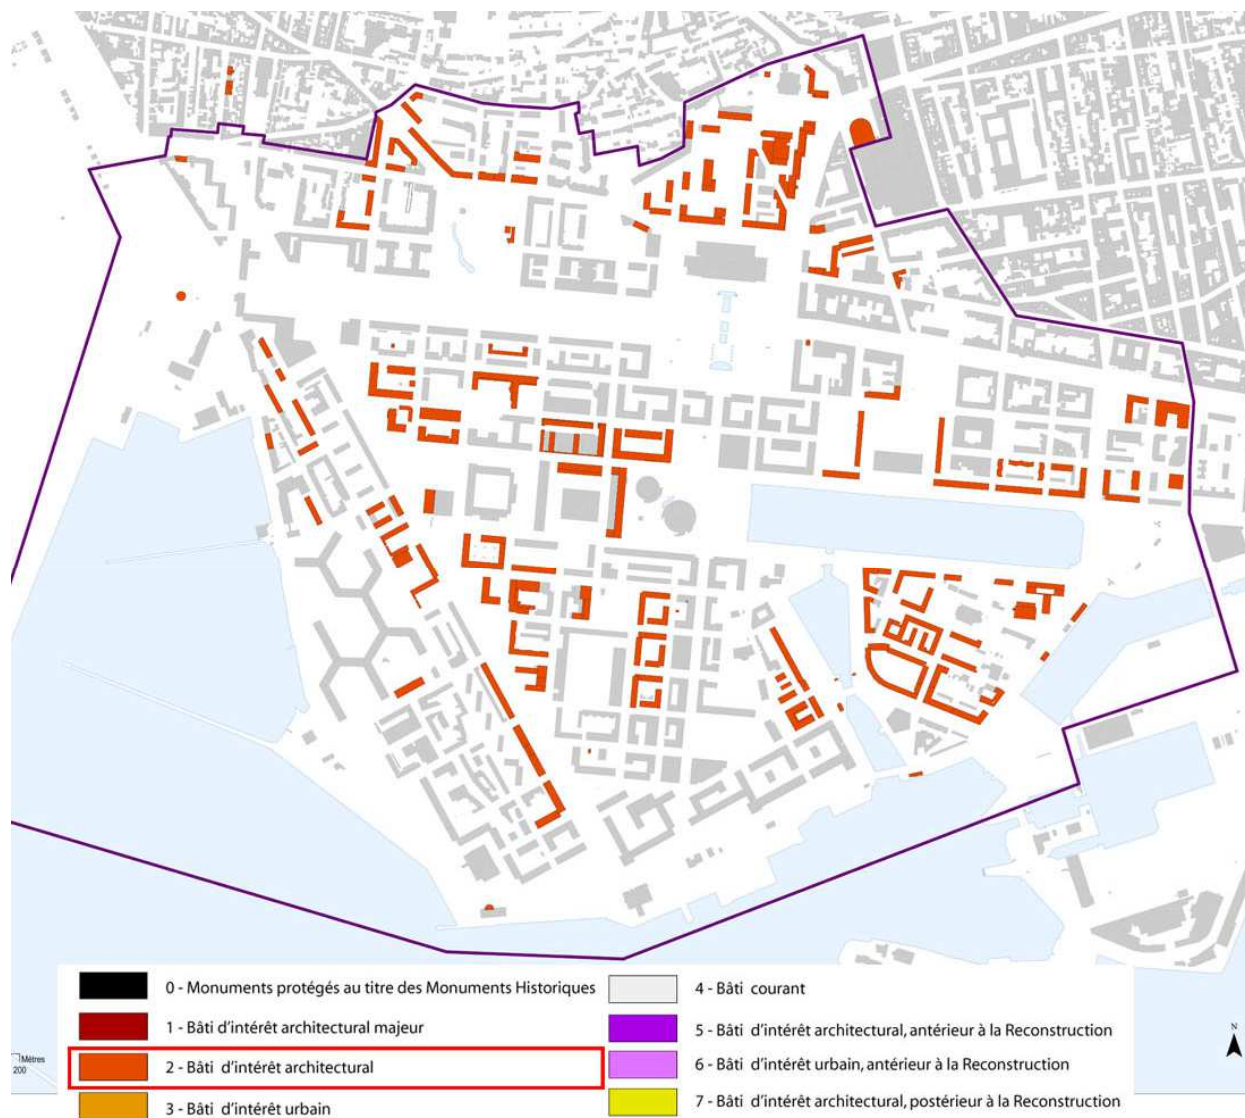 0 - Monuments protégés au titre des Monuments Historiques
1 - Bâti d'intérêt architectural majeur
2 - Bâti d'intérêt architectural
3 - Bâti d'intérêt urbain
4 - Bâti courant
5 - Bâti d'intérêt architectural, antérieur à la Reconstruction
6 - Bâti d'intérêt urbain, antérieur à la Reconstruction
7 - Bâti d'intérêt architectural, postérieur à la Reconstruction
Mètres
200
N